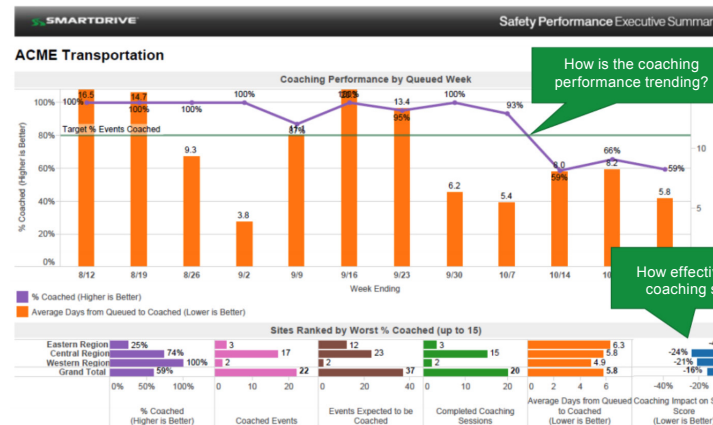 SMARTDRIVE
Safety Performance Executive Summar
ACME Transportation
How is the coaching
performance trending?
Coaching Performance by Queued Week
% Coached (Higher is Better)
100%
80%
60%
40%
20%
0%
Target % Events Coached
100% 100% 100% 100% 87% 95% 100% 93% 59% 66% 59%
16.5 14.7 9.3 3.8 13.4 6.2 5.4 8.0 8.2 5.8
10
5
8/12 8/19 8/26 9/2 9/9 9/16 9/23 9/30 10/7 10/14
Week Ending
% Coached (Higher is Better)
Average Days from Queued to Coached (Lower is Better)
How effecti
coaching s
Sites Ranked by Worst % Coached (up to 15)
Eastern Region 25% 3 12 3 6.3
Central Region 74% 17 23 15 5.8 -24%
Western Region 100% 2 2 2 4.9 -21%
Grand Total 59% 22 37 20 5.8 -16%
0% 50% 100% 0 10 20 0 20 40 0 10 20 0 2 4 6 -40% -20%
% Coached
(Higher is Better)
Coached Events
Events Expected to be
Coached
Completed Coaching
Sessions
Average Days from Queued
to Coached
(Lower is Better)
Coaching Impact on S
Score
(Lower is Better)